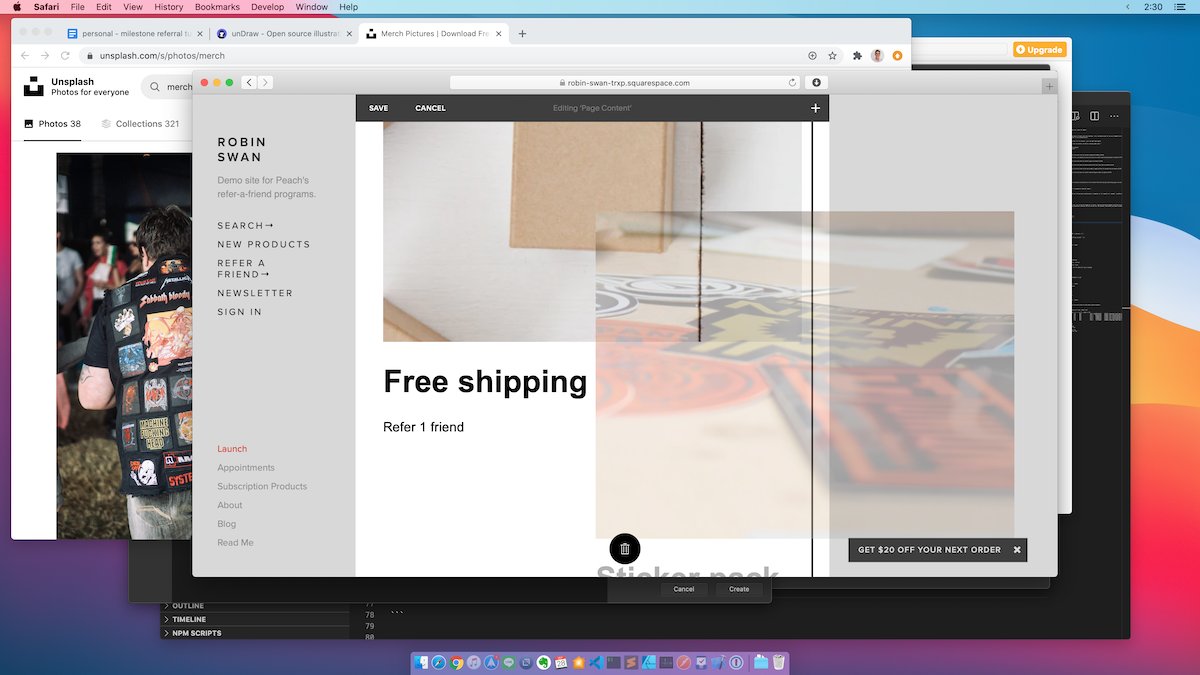 Safari File Edit View History Bookmarks Develop Window Help
2:30
personal - milestone referral tu
unDraw - Open source illustrat
Merch Pictures | Download Fre
unsplash.com/s/photos/merch
Upgrade
Unsplash
Photos for everyone
merch
Photos 38
Collections 321
robin-swan-trxp.squarespace.com
SAVE
CANCEL
Editing 'Page Content'
ROBIN
SWAN
Demo site for Peach's
refer-a-friend programs.
SEARCH→
NEW PRODUCTS
REFER A
FRIEND→
NEWSLETTER
SIGN IN
Launch
Appointments
Subscription Products
About
Blog
Read Me
Free shipping
Refer 1 friend
Sticker pack
GET $20 OFF YOUR NEXT ORDER
Cancel
Create
OUTLINE
TIMELINE
NPM SCRIPTS
77
78
```
79
80